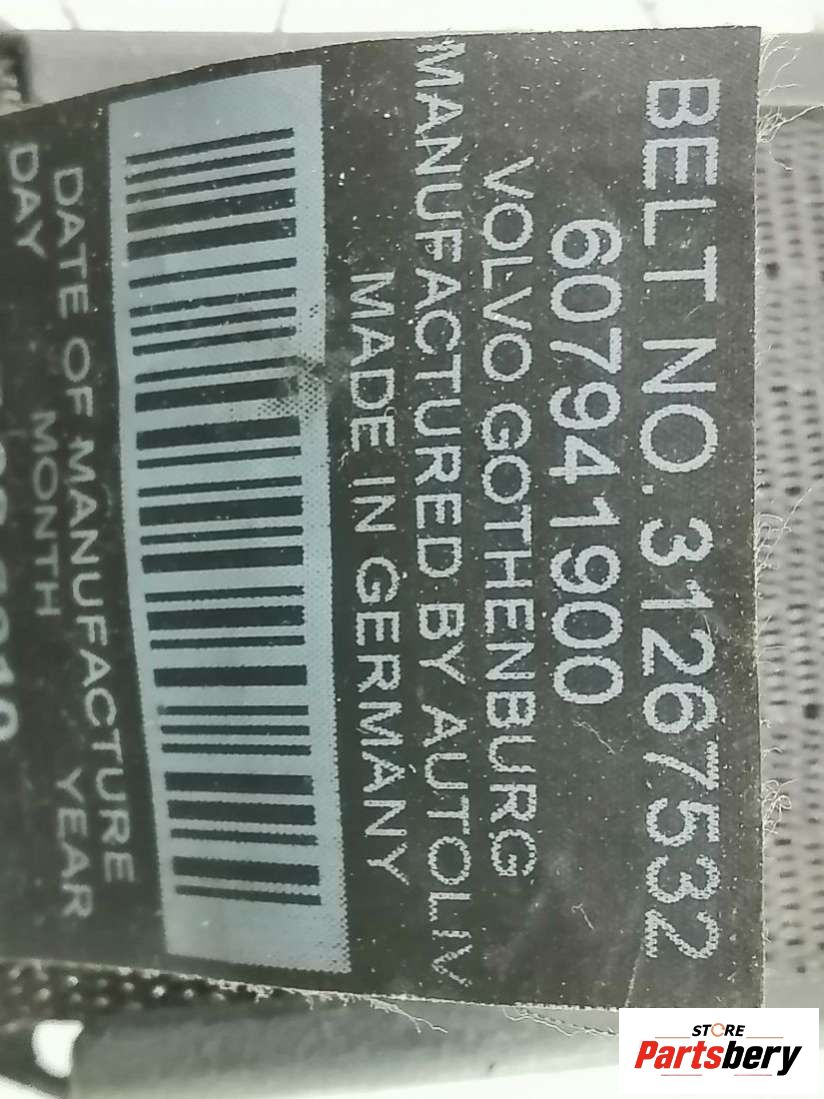 BELT NO. 31267532
607941900
VOLVO GOTHENBURG
MANUFACTURED BY AUTOLIV
MADE IN GERMANY
DATE OF MANUFACTURE
DAY MONTH YEAR
STORE
Partsbery